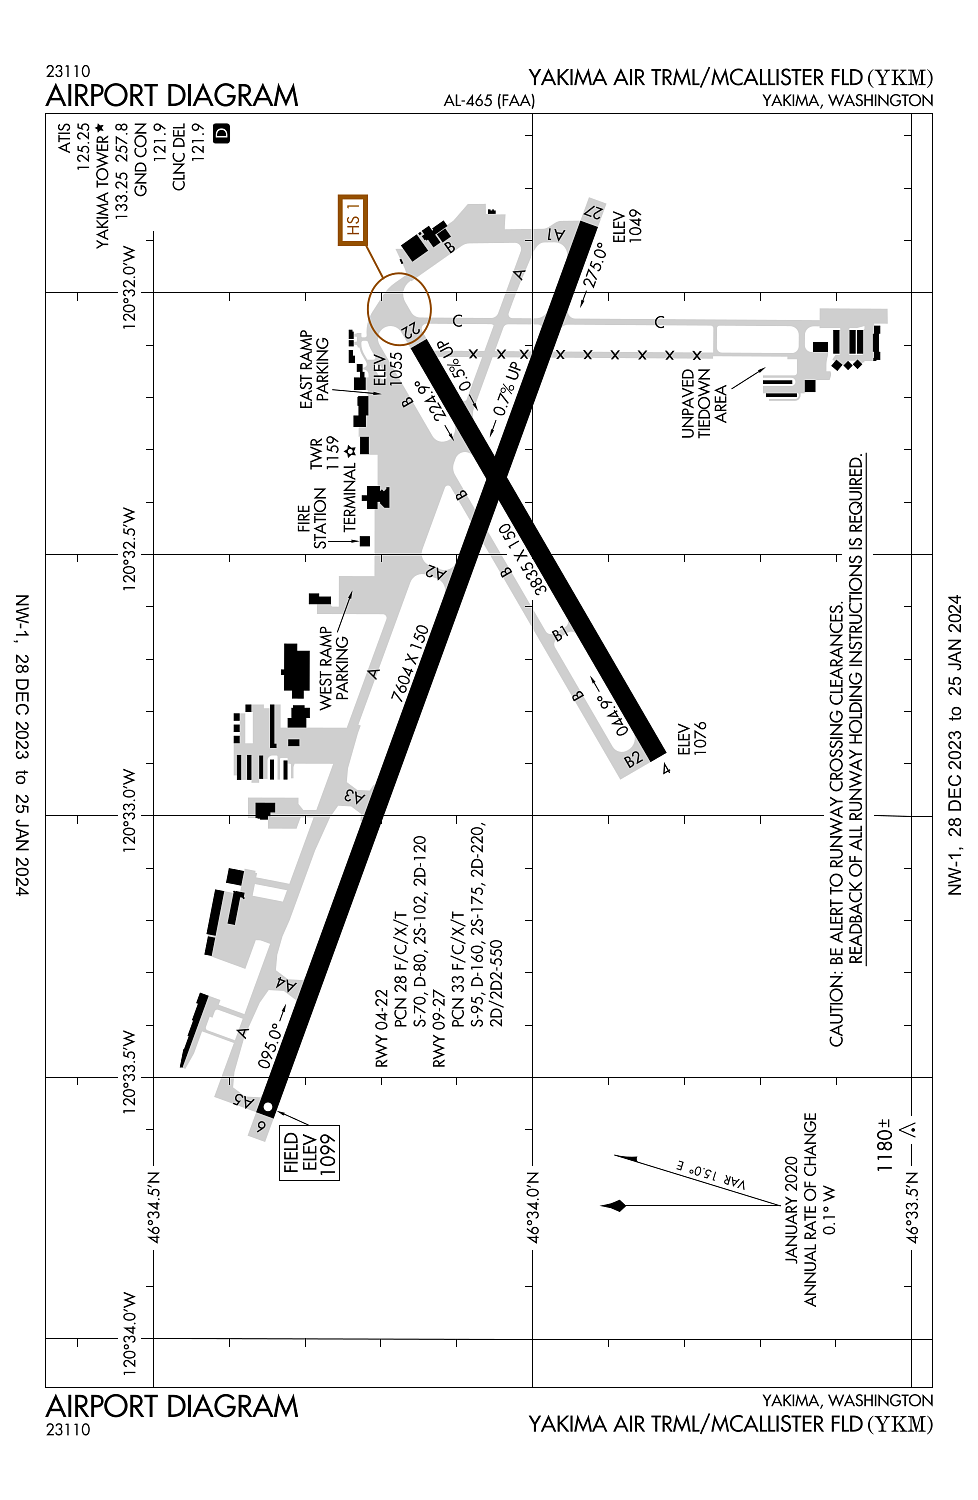 23110
AIRPORT DIAGRAM
AL-465 (FAA)
YAKIMA AIR TRML/MCALLISTER FLD (YKM)
YAKIMA, WASHINGTON
ATIS
125.25
YAKIMA TOWER★
133.25 257.8
GND CON
121.9
CLNC DEL
121.9
D
HS 1
120°32.0'W
120°32.5'W
120°33.0'W
120°33.5'W
120°34.0'W
46°34.5'N
46°34.0'N
46°33.5'N
27
ELEV
1049
275.0°
A1
A
B
C
C
22
ELEV
1055
224.9°
0.5% UP
0.7% UP
EAST RAMP
PARKING
B
TWR
1159
TERMINAL
FIRE
STATION
B
B
A2
3835 X 150
B1
B
044.9°
B2
4
ELEV
1076
UNPAVED
TIEDOWN
AREA
WEST RAMP
PARKING
A
7604 X 150
A3
A4
A
095.0°
A5
9
FIELD
ELEV
1099
RWY 04-22
PCN 28 F/C/X/T
S-70, D-80, 2S-102, 2D-120
RWY 09-27
PCN 33 F/C/X/T
S-95, D-160, 2S-175, 2D-220,
2D/2D2-550
CAUTION: BE ALERT TO RUNWAY CROSSING CLEARANCES.
READBACK OF ALL RUNWAY HOLDING INSTRUCTIONS IS REQUIRED.
VAR 15.0° E
JANUARY 2020
ANNUAL RATE OF CHANGE
0.1° W
1180±
NW-1, 28 DEC 2023 to 25 JAN 2024
NW-1, 28 DEC 2023 to 25 JAN 2024
AIRPORT DIAGRAM
23110
YAKIMA, WASHINGTON
YAKIMA AIR TRML/MCALLISTER FLD (YKM)